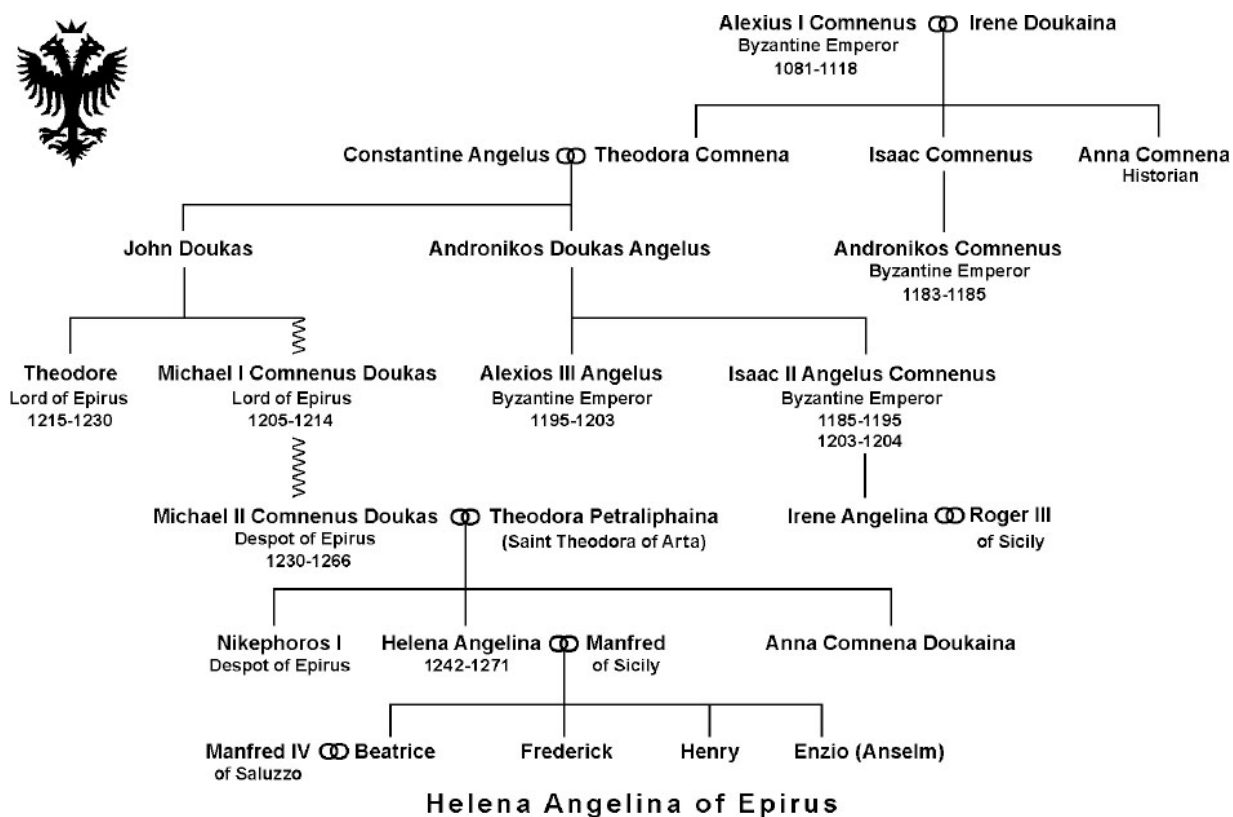 Alexius I Comnenus Irene Doukaina
Byzantine Emperor
1081-1118
Constantine Angelus Theodora Comnena Isaac Comnenus Anna Comnena
Historian
John Doukas Andronikos Doukas Angelus Andronikos Comnenus
Byzantine Emperor
1183-1185
Theodore Michael I Comnenus Doukas Alexios III Angelus Isaac II Angelus Comnenus
Lord of Epirus Lord of Epirus Byzantine Emperor Byzantine Emperor
1215-1230 1205-1214 1195-1203 1185-1195
1203-1204
Michael II Comnenus Doukas Theodora Petraliphaina Irene Angelina Roger III
Despot of Epirus (Saint Theodora of Arta) of Sicily
1230-1266
Nikephoros I Helena Angelina Manfred Anna Comnena Doukaina
Despot of Epirus 1242-1271 of Sicily
Manfred IV Beatrice Frederick Henry Enzio (Anselm)
of Saluzzo
Helena Angelina of Epirus